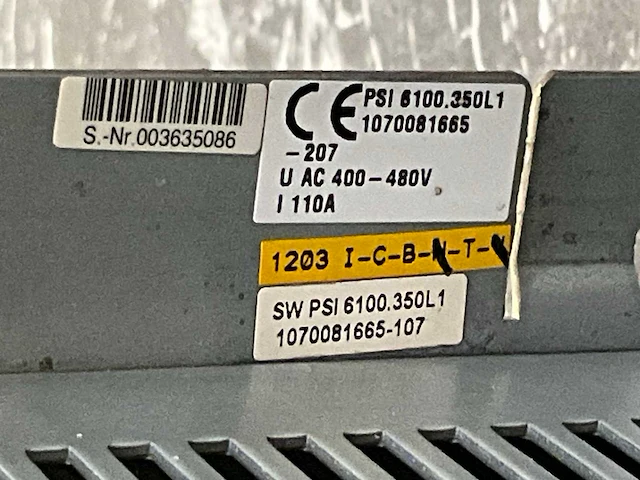 S.-Nr.003635086
CE PSI 6100.350L1
1070081665
-207
U AC 400-480V
I 110A
1203 I-C-B-N-T-
SW PSI 6100.350L1
1070081665-107